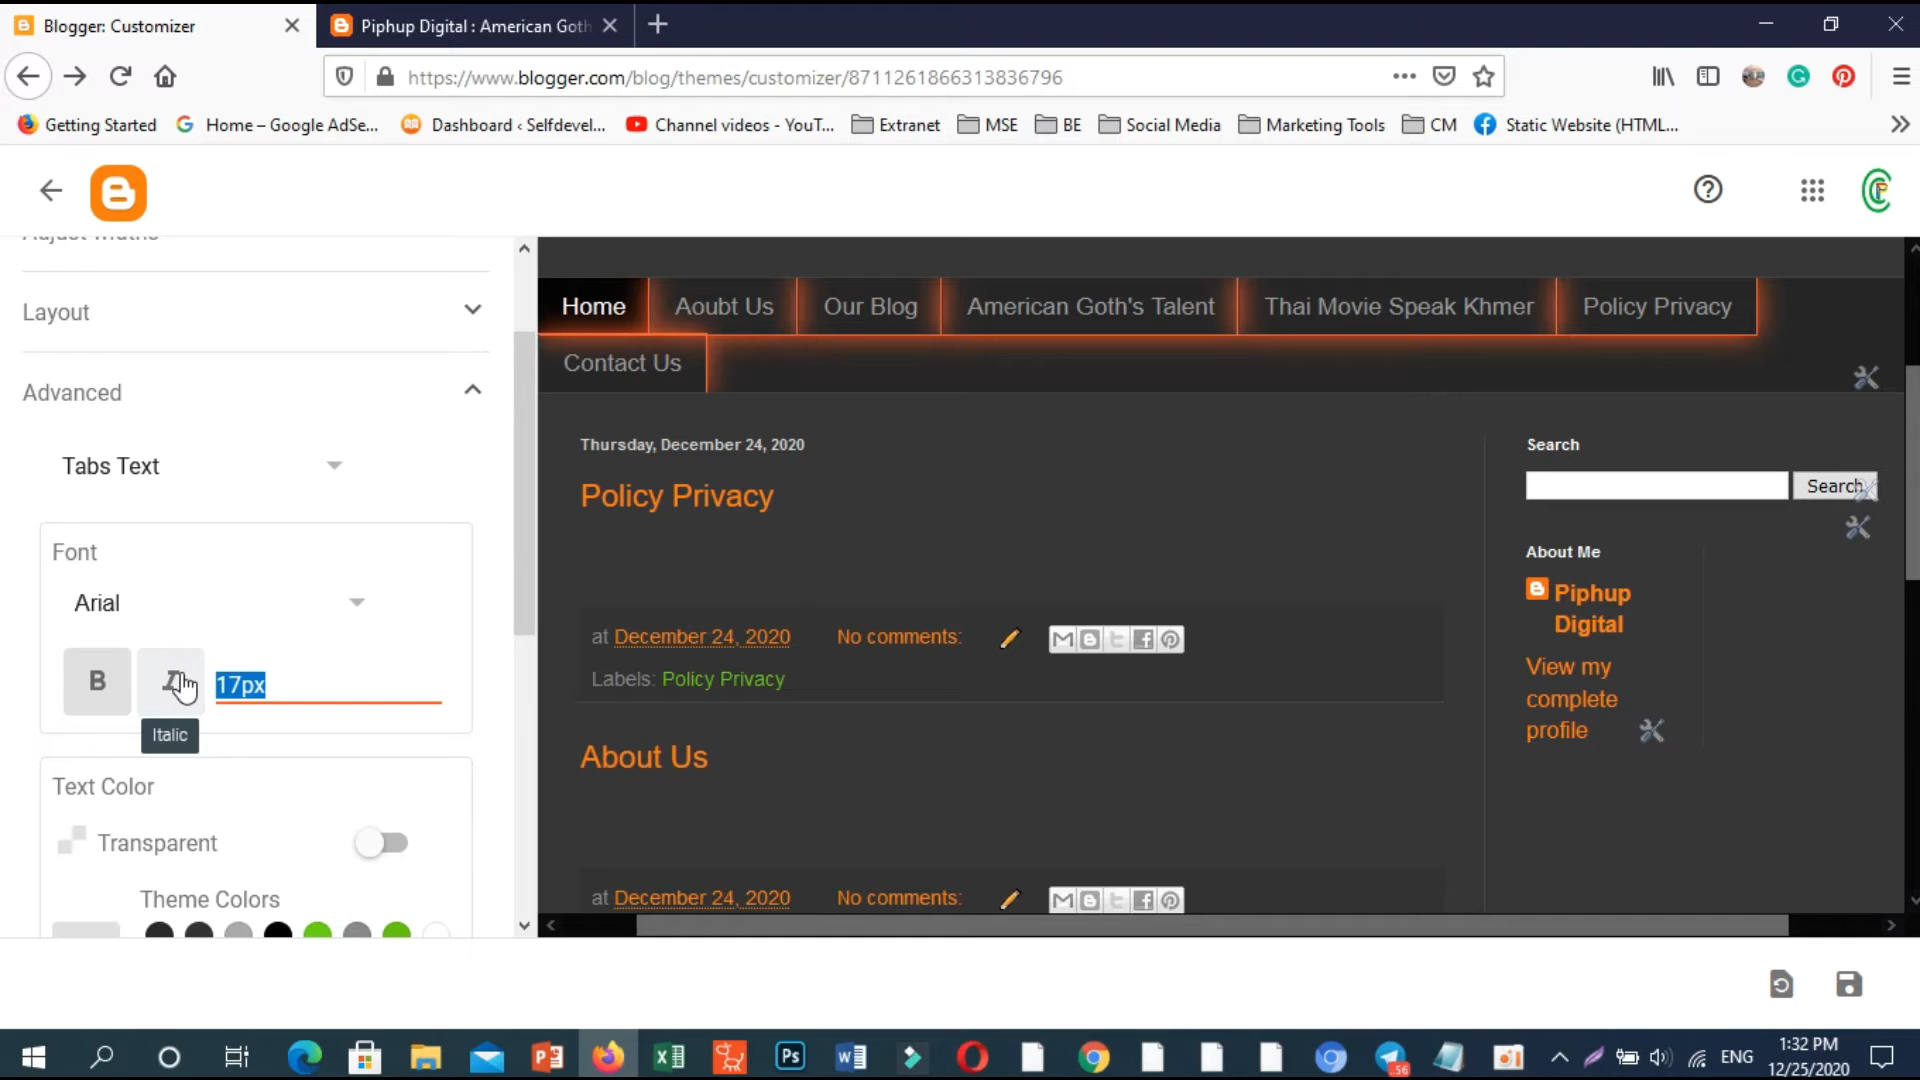 Blogger: Customizer
Piphup Digital : American Goth
https://www.blogger.com/blog/themes/customizer/8711261866313836796
Getting Started
Home – Google AdSe...
Dashboard ‹ Selfdevel...
Channel videos - YouT...
Extranet
MSE
BE
Social Media
Marketing Tools
CM
Static Website (HTML...
Adjust widths
Layout
Advanced
Tabs Text
Font
Arial
B
I
17px
Italic
Text Color
Transparent
Theme Colors
Home
Aoubt Us
Our Blog
American Goth's Talent
Thai Movie Speak Khmer
Policy Privacy
Contact Us
Thursday, December 24, 2020
Policy Privacy
at December 24, 2020 No comments:
Labels: Policy Privacy
About Us
at December 24, 2020 No comments:
Search
Search
About Me
Piphup
Digital
View my
complete
profile
56
ENG
1:32 PM
12/25/2020